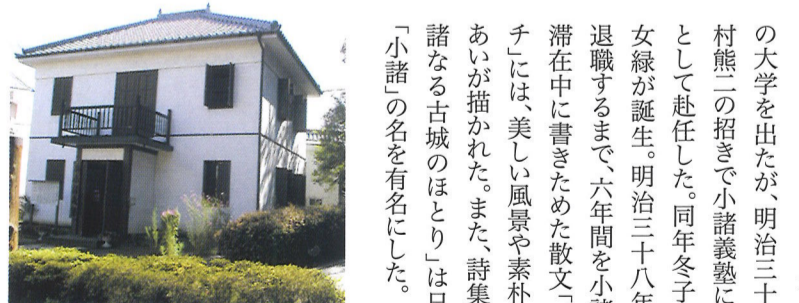 の大学を出たが、明治三十
村熊二の招きで小諸義塾に
として赴任した。同年冬子
女緑が誕生。明治三十八年
退職するまで、六年間を小諸
滞在中に書きためた散文「
チ」には、美しい風景や素朴
あいが描かれた。また、詩集
諸なる古城のほとり」は日
「小諸」の名を有名にした。